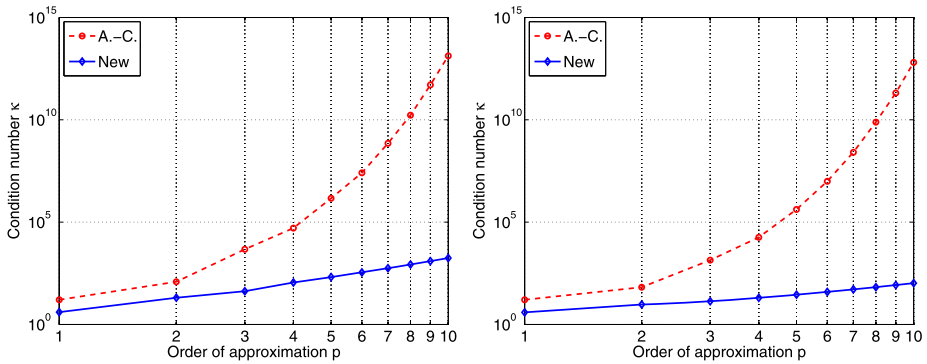 10^15
A.-C.
New
10^10
10^5
10^0
Condition number κ
1 2 3 4 5 6 7 8 9 10
Order of approximation p
10^15
A.-C.
New
10^10
10^5
10^0
Condition number κ
1 2 3 4 5 6 7 8 9 10
Order of approximation p